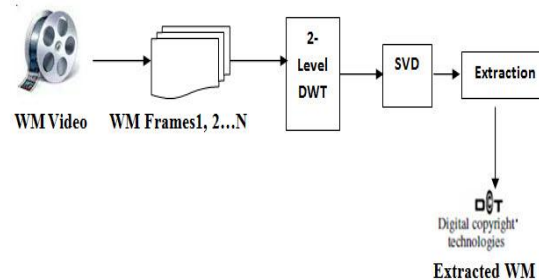 2-
Level
DWT
SVD
Extraction
WM Video
WM Frames1, 2...N
DCT
Digital copyright
technologies
Extracted WM